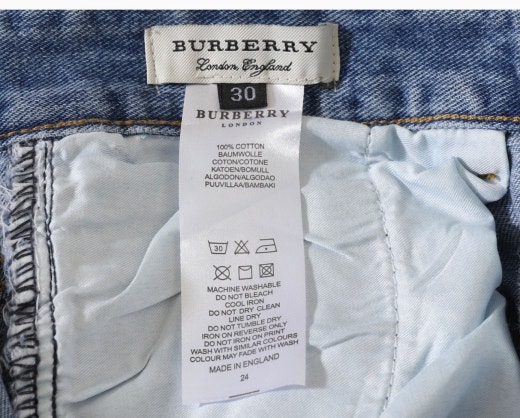 BURBERRY
London, England
30
BURBERRY
LONDON
100% COTTON
BAUMWOLLE
COTON/COTONE
KATOEN/BOMULL
ALGODON/ALGODAO
PUUVILLAA/BAMBAKI
30
MACHINE WASHABLE
DO NOT BLEACH
COOL IRON
DO NOT DRY CLEAN
LINE DRY
DO NOT TUMBLE DRY
IRON ON REVERSE ONLY
DO NOT IRON ON PRINT
WASH WITH SIMILAR COLOURS
COLOUR MAY FADE WITH WASH
MADE IN ENGLAND
24